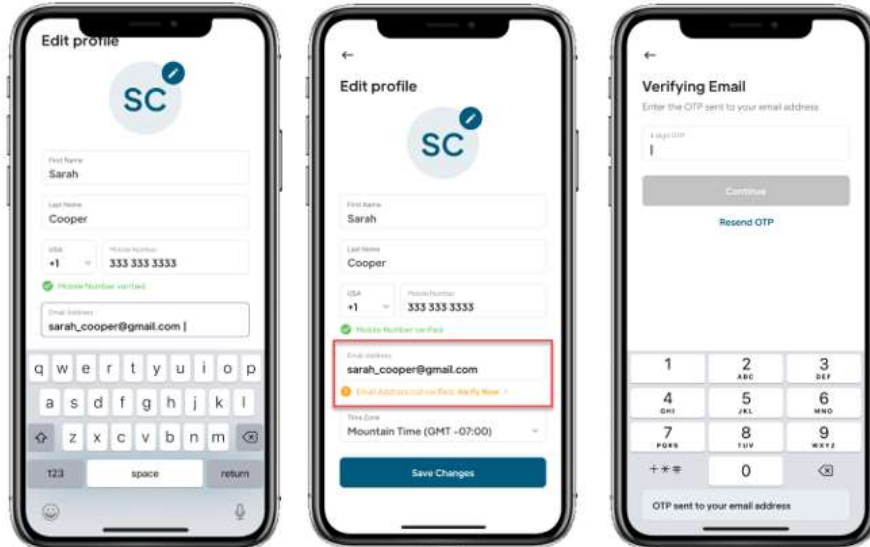 Edit profile
SC
First Name
Sarah
Last Name
Cooper
USA
+1
Mobile Number
333 333 3333
Mobile Number verified
Email Address
sarah_cooper@gmail.com
q w e r t y u i o p
a s d f g h j k l
z x c v b n m
123 space return
Edit profile
SC
First Name
Sarah
Last Name
Cooper
USA
+1
Mobile Number
333 333 3333
Mobile Number verified
Email Address
sarah_cooper@gmail.com
Email Address not verified. Verify Now >
Time Zone
Mountain Time (GMT -07:00)
Save Changes
Verifying Email
Enter the OTP sent to your email address
4 digit OTP
Continue
Resend OTP
1 2 3
ABC DEF
4 5 6
GHI JKL MNO
7 8 9
PQRS TUV WXYZ
+*# 0
OTP sent to your email address